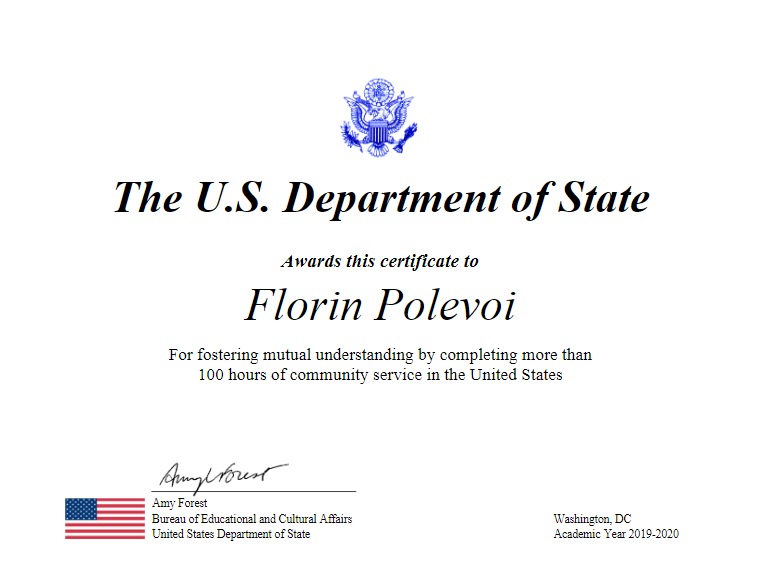 The U.S. Department of State
Awards this certificate to
Florin Polevoi
For fostering mutual understanding by completing more than
100 hours of community service in the United States
Amy Forest
Amy Forest
Bureau of Educational and Cultural Affairs
United States Department of State
Washington, DC
Academic Year 2019-2020